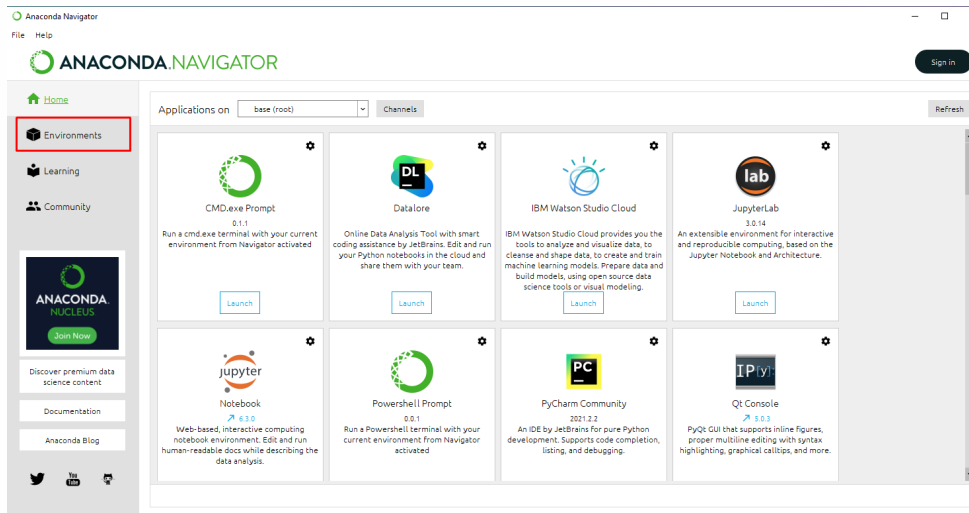 Anaconda Navigator
File Help
ANACONDA.NAVIGATOR
Sign in
Home
Environments
Learning
Community
ANACONDA.
NUCLEUS
Join Now
Discover premium data
science content
Documentation
Anaconda Blog
You
Tube
Applications on base (root) Channels Refresh
CMD.exe Prompt
0.1.1
Run a cmd.exe terminal with your current
environment from Navigator activated
Launch
DL
Datalore
Online Data Analysis Tool with smart
coding assistance by JetBrains. Edit and run
your Python notebooks in the cloud and
share them with your team.
Launch
IBM Watson Studio Cloud
IBM Watson Studio Cloud provides you the
tools to analyze and visualize data, to
cleanse and shape data, to create and train
machine learning models. Prepare data and
build models, using open source data
science tools or visual modeling.
Launch
lab
JupyterLab
3.0.14
An extensible environment for interactive
and reproducible computing, based on the
Jupyter Notebook and Architecture.
Launch
jupyter
Notebook
6.3.0
Web-based, interactive computing
notebook environment. Edit and run
human-readable docs while describing the
data analysis.
Powershell Prompt
0.0.1
Run a Powershell terminal with your
current environment from Navigator
activated
PC
PyCharm Community
2021.2.2
An IDE by JetBrains for pure Python
development. Supports code completion,
listing, and debugging.
IP[y]:
Qt Console
5.0.3
PyQt GUI that supports inline figures,
proper multiline editing with syntax
highlighting, graphical calltips, and more.